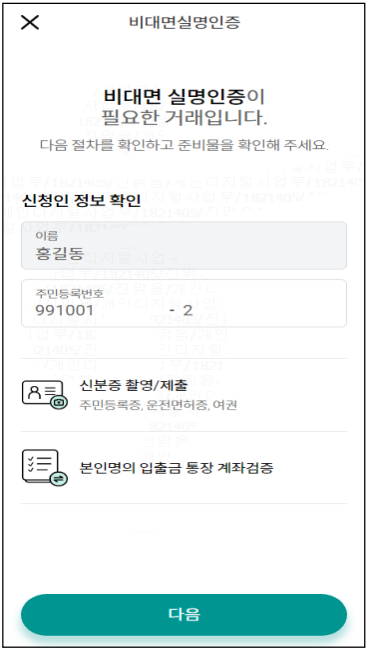 비대면실명인증
비대면 실명인증이
필요한 거래입니다.
다음 절차를 확인하고 준비물을 확인해 주세요.
신청인 정보 확인
이름
홍길동
주민등록번호
991001 - 2
신분증 촬영/제출
주민등록증, 운전면허증, 여권
본인명의 입출금 통장 계좌검증
다음